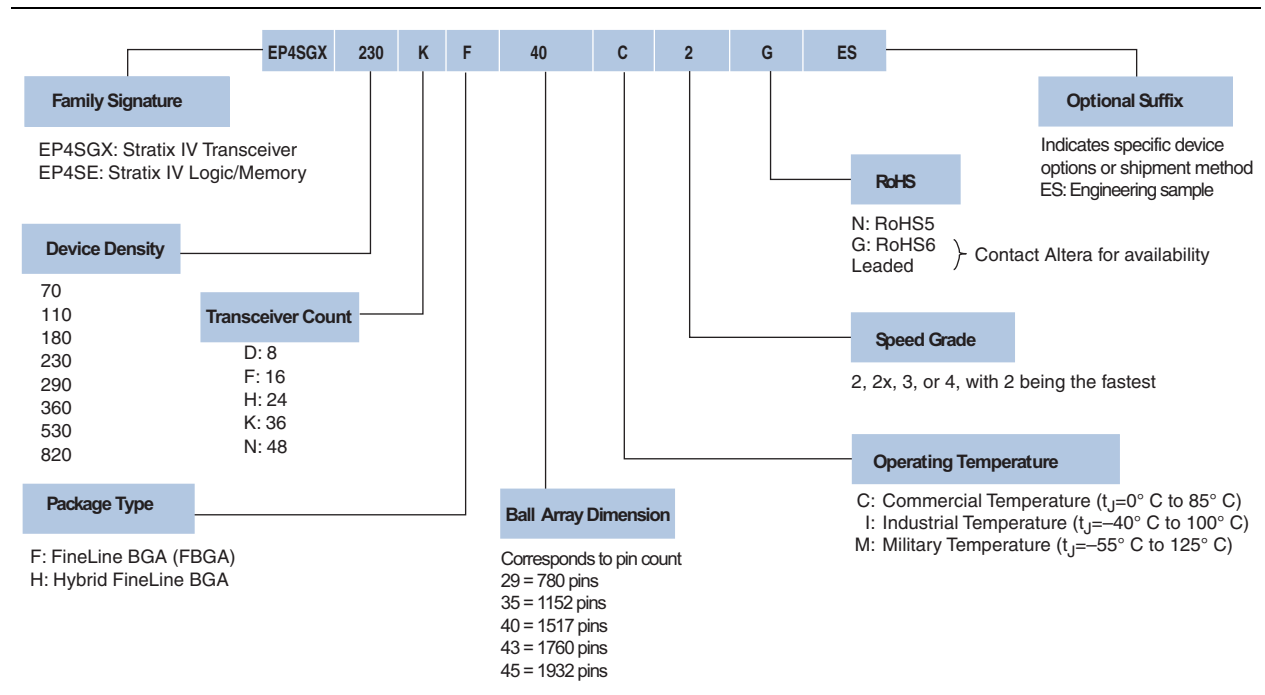 EP4SGX 230 K F 40 C 2 G ES
Family Signature
EP4SGX: Stratix IV Transceiver
EP4SE: Stratix IV Logic/Memory
Optional Suffix
Indicates specific device
options or shipment method
ES: Engineering sample
RoHS
N: RoHS5
G: RoHS6
Leaded
Contact Altera for availability
Device Density
70
110
180
230
290
360
530
820
Transceiver Count
D: 8
F: 16
H: 24
K: 36
N: 48
Speed Grade
2, 2x, 3, or 4, with 2 being the fastest
Operating Temperature
C: Commercial Temperature (tJ=0° C to 85° C)
I: Industrial Temperature (tJ=–40° C to 100° C)
M: Military Temperature (tJ=–55° C to 125° C)
Package Type
F: FineLine BGA (FBGA)
H: Hybrid FineLine BGA
Ball Array Dimension
Corresponds to pin count
29 = 780 pins
35 = 1152 pins
40 = 1517 pins
43 = 1760 pins
45 = 1932 pins